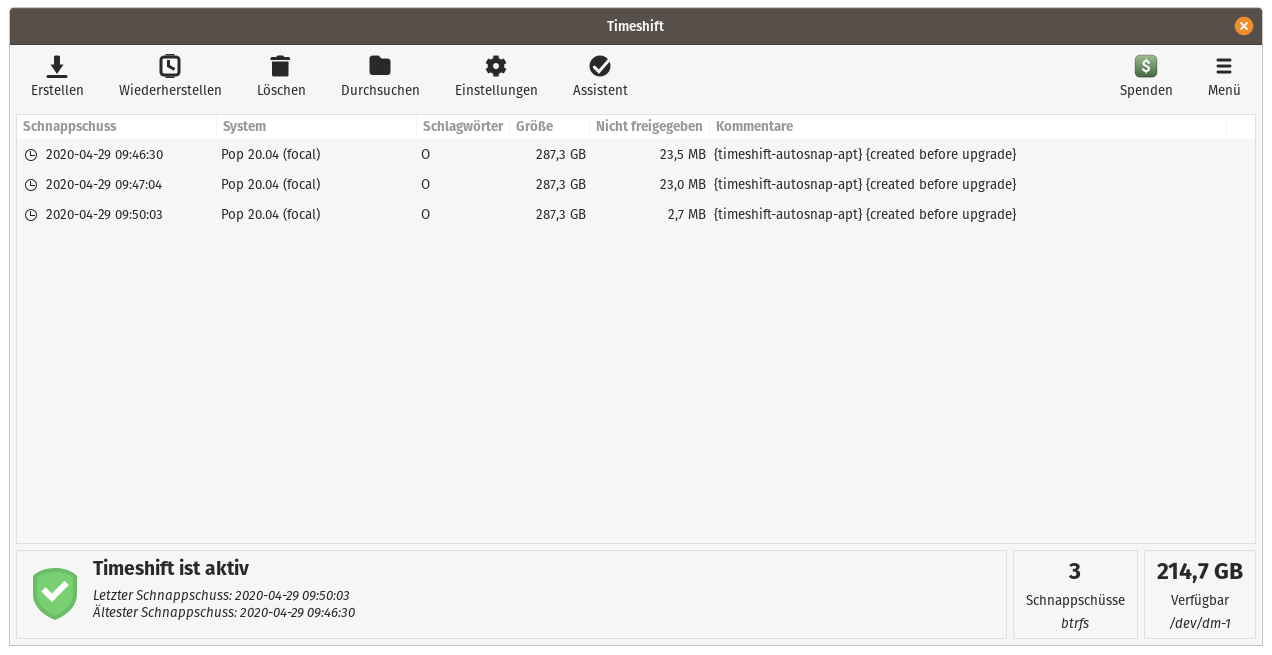 Timeshift
Erstellen Wiederherstellen Löschen Durchsuchen Einstellungen Assistent Spenden Menü
Schnappschuss System Schlagwörter Größe Nicht freigegeben Kommentare
2020-04-29 09:46:30 Pop 20.04 (focal) O 287,3 GB 23,5 MB {timeshift-autosnap-apt} {created before upgrade}
2020-04-29 09:47:04 Pop 20.04 (focal) O 287,3 GB 23,0 MB {timeshift-autosnap-apt} {created before upgrade}
2020-04-29 09:50:03 Pop 20.04 (focal) O 287,3 GB 2,7 MB {timeshift-autosnap-apt} {created before upgrade}
Timeshift ist aktiv
Letzter Schnappschuss: 2020-04-29 09:50:03
Ältester Schnappschuss: 2020-04-29 09:46:30
3
Schnappschüsse
btrfs
214,7 GB
Verfügbar
/dev/dm-1